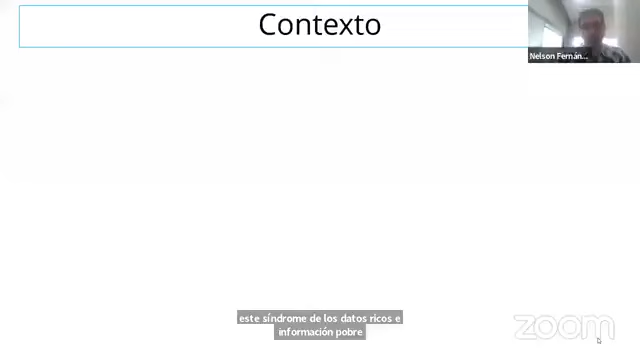 Contexto
Nelson Fernán...
este síndrome de los datos ricos e
información pobre
zoom